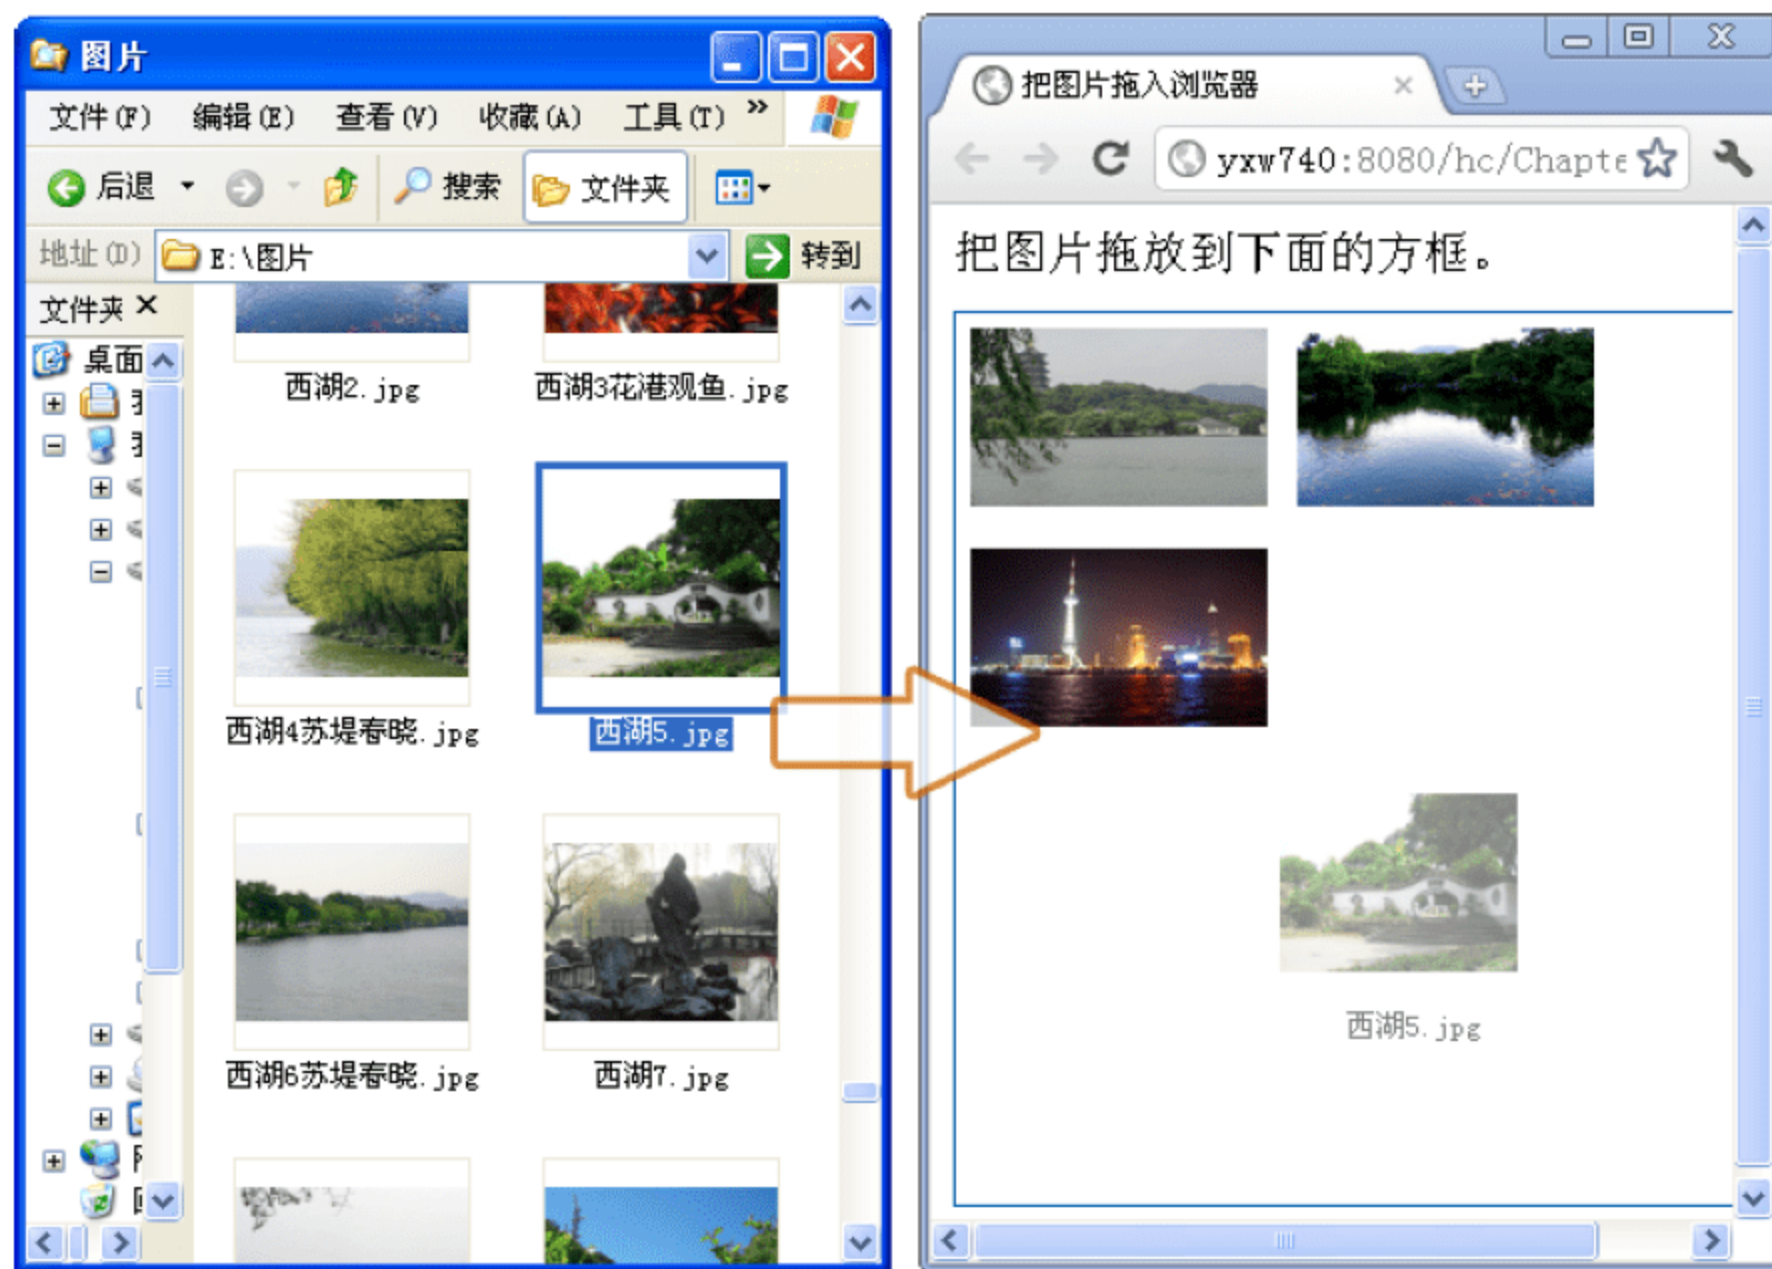 图片
文件(F) 编辑(E) 查看(V) 收藏(A) 工具(T) »
后退 搜索 文件夹
地址(D) E:\图片 转到
文件夹
桌面
西湖2.jpg 西湖3花港观鱼.jpg
西湖4苏堤春晓.jpg 西湖5.jpg
西湖6苏堤春晓.jpg 西湖7.jpg
把图片拖入浏览器
yxw740:8080/hc/Chapte
把图片拖放到下面的方框。
西湖5.jpg